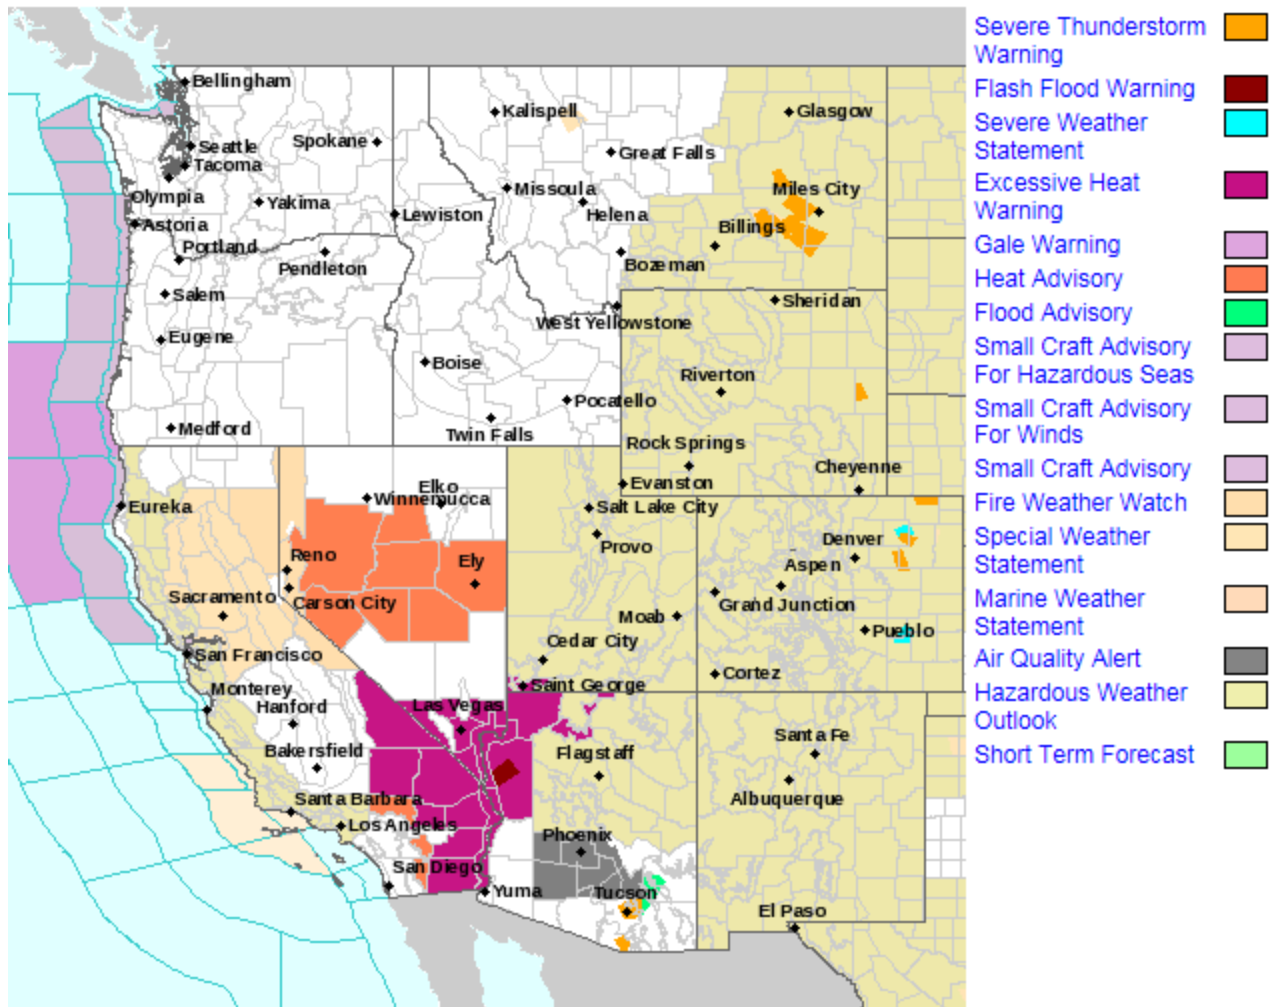 Bellingham
Kalispell
Glasgow
Seattle
Spokane
Great Falls
Tacoma
Missoula
Miles City
Olympia
Yakima
Helena
Lewiston
Astoria
Billings
Portland
Pendleton
Bozeman
Salem
Sheridan
West Yellowstone
Eugene
Boise
Riverton
Pocatello
Medford
Twin Falls
Rock Springs
Cheyenne
Evanston
Elko
Winnemucca
Eureka
Salt Lake City
Provo
Denver
Reno
Ely
Aspen
Sacramento
Carson City
Grand Junction
Moab
Pueblo
Cedar City
San Francisco
Cortez
Saint George
Monterey
Hanford
Las Vegas
Santa Fe
Bakersfield
Flagstaff
Albuquerque
Santa Barbara
Los Angeles
Phoenix
San Diego
Yuma
Tucson
El Paso
Severe Thunderstorm
Warning
Flash Flood Warning
Severe Weather
Statement
Excessive Heat
Warning
Gale Warning
Heat Advisory
Flood Advisory
Small Craft Advisory
For Hazardous Seas
Small Craft Advisory
For Winds
Small Craft Advisory
Fire Weather Watch
Special Weather
Statement
Marine Weather
Statement
Air Quality Alert
Hazardous Weather
Outlook
Short Term Forecast